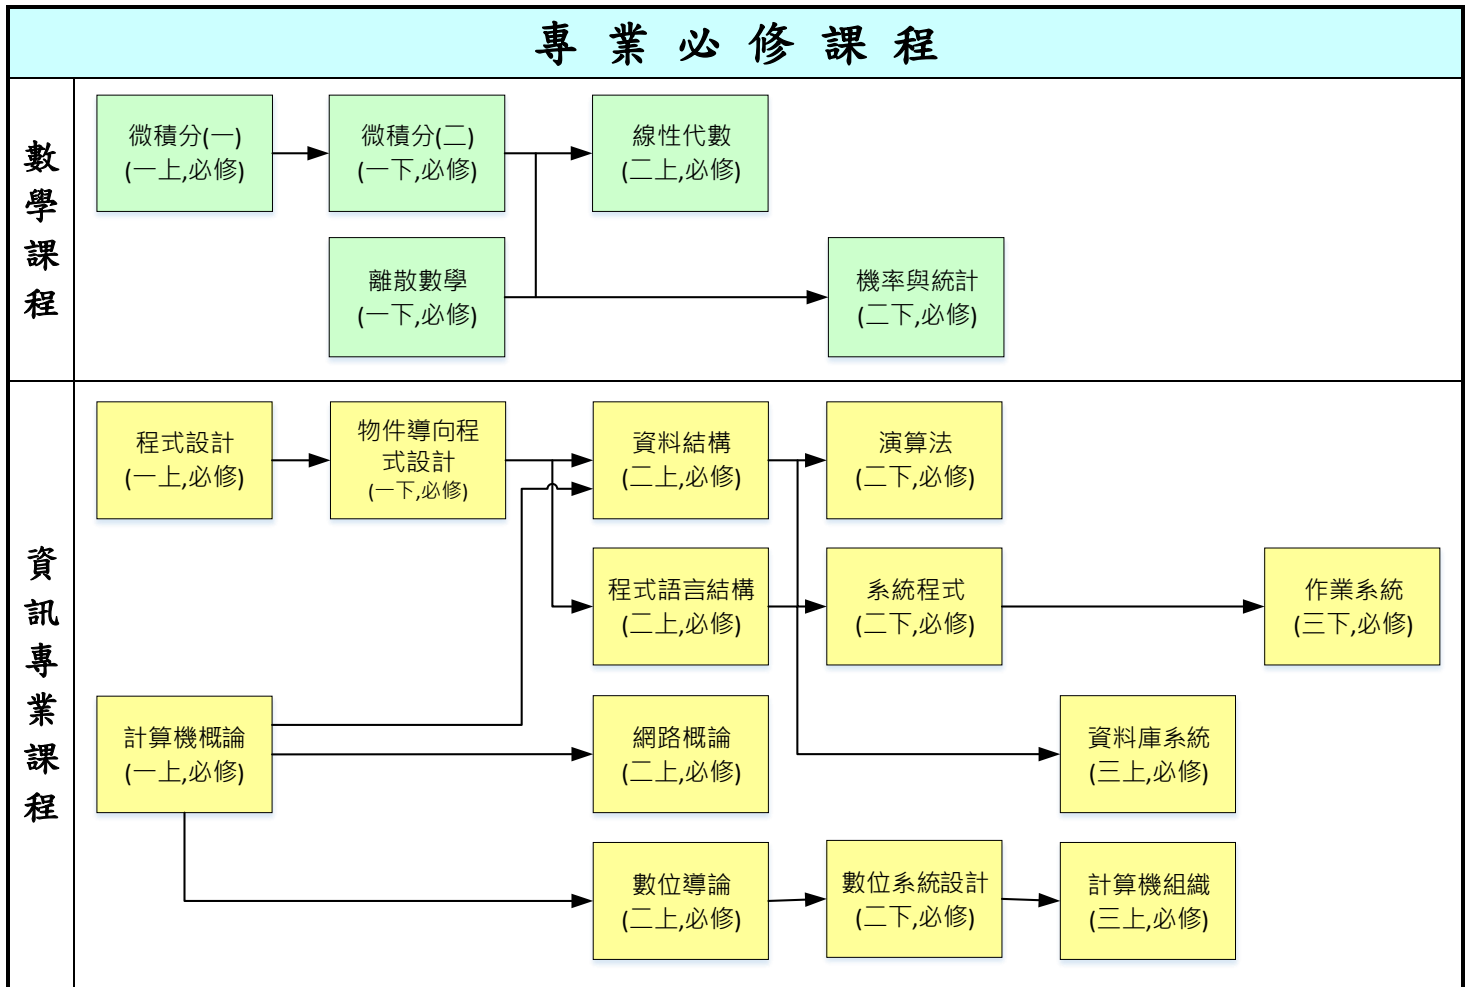 專業必修課程
數學課程
微積分(一)
(一上,必修)
微積分(二)
(一下,必修)
線性代數
(二上,必修)
離散數學
(一下,必修)
機率與統計
(二下,必修)
資訊專業課程
程式設計
(一上,必修)
物件導向程
式設計
(一下,必修)
資料結構
(二上,必修)
演算法
(二下,必修)
程式語言結構
(二上,必修)
系統程式
(二下,必修)
作業系統
(三下,必修)
計算機概論
(一上,必修)
網路概論
(二上,必修)
資料庫系統
(三上,必修)
數位導論
(二上,必修)
數位系統設計
(二下,必修)
計算機組織
(三上,必修)